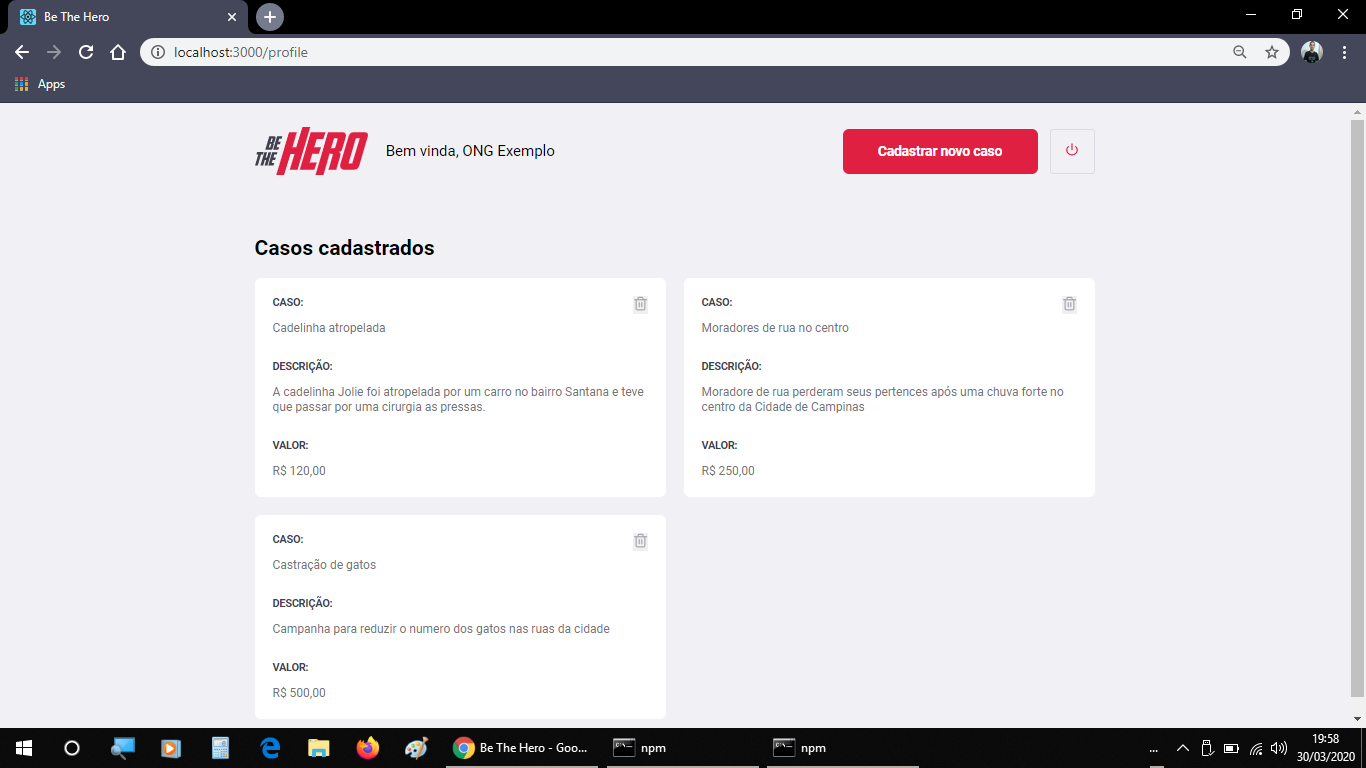 Be The Hero
localhost:3000/profile
Apps
BE THE HERO
Bem vinda, ONG Exemplo
Cadastrar novo caso
Casos cadastrados
CASO:
Cadelinha atropelada
DESCRIÇÃO:
A cadelinha Jolie foi atropelada por um carro no bairro Santana e teve
que passar por uma cirurgia as pressas.
VALOR:
R$ 120,00
CASO:
Moradores de rua no centro
DESCRIÇÃO:
Moradore de rua perderam seus pertences após uma chuva forte no
centro da Cidade de Campinas
VALOR:
R$ 250,00
CASO:
Castração de gatos
DESCRIÇÃO:
Campanha para reduzir o numero dos gatos nas ruas da cidade
VALOR:
R$ 500,00
Be The Hero - Goo...
npm
npm
...
19:58
30/03/2020